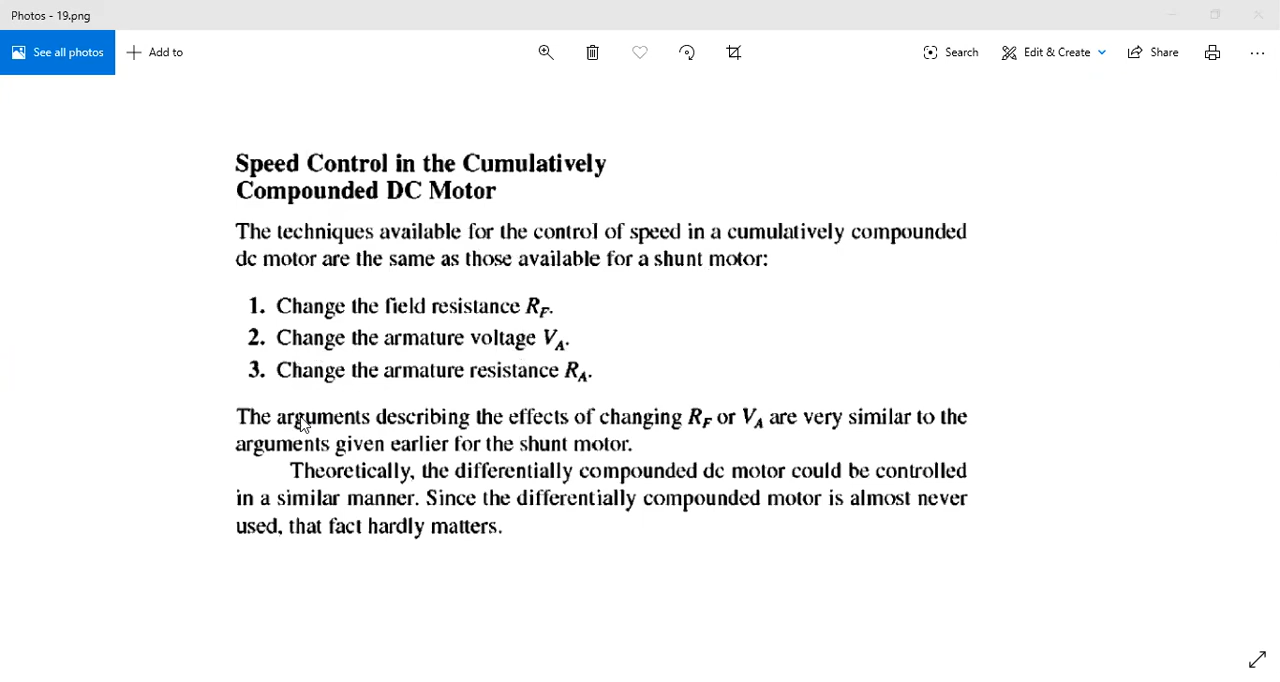 Photos - 19.png
See all photos
Add to
Search
Edit & Create
Share
Speed Control in the Cumulatively
Compounded DC Motor
The techniques available for the control of speed in a cumulatively compounded
dc motor are the same as those available for a shunt motor:
1. Change the field resistance R_F.
2. Change the armature voltage V_A.
3. Change the armature resistance R_A.
The arguments describing the effects of changing R_F or V_A are very similar to the
arguments given earlier for the shunt motor.
Theoretically, the differentially compounded dc motor could be controlled
in a similar manner. Since the differentially compounded motor is almost never
used, that fact hardly matters.